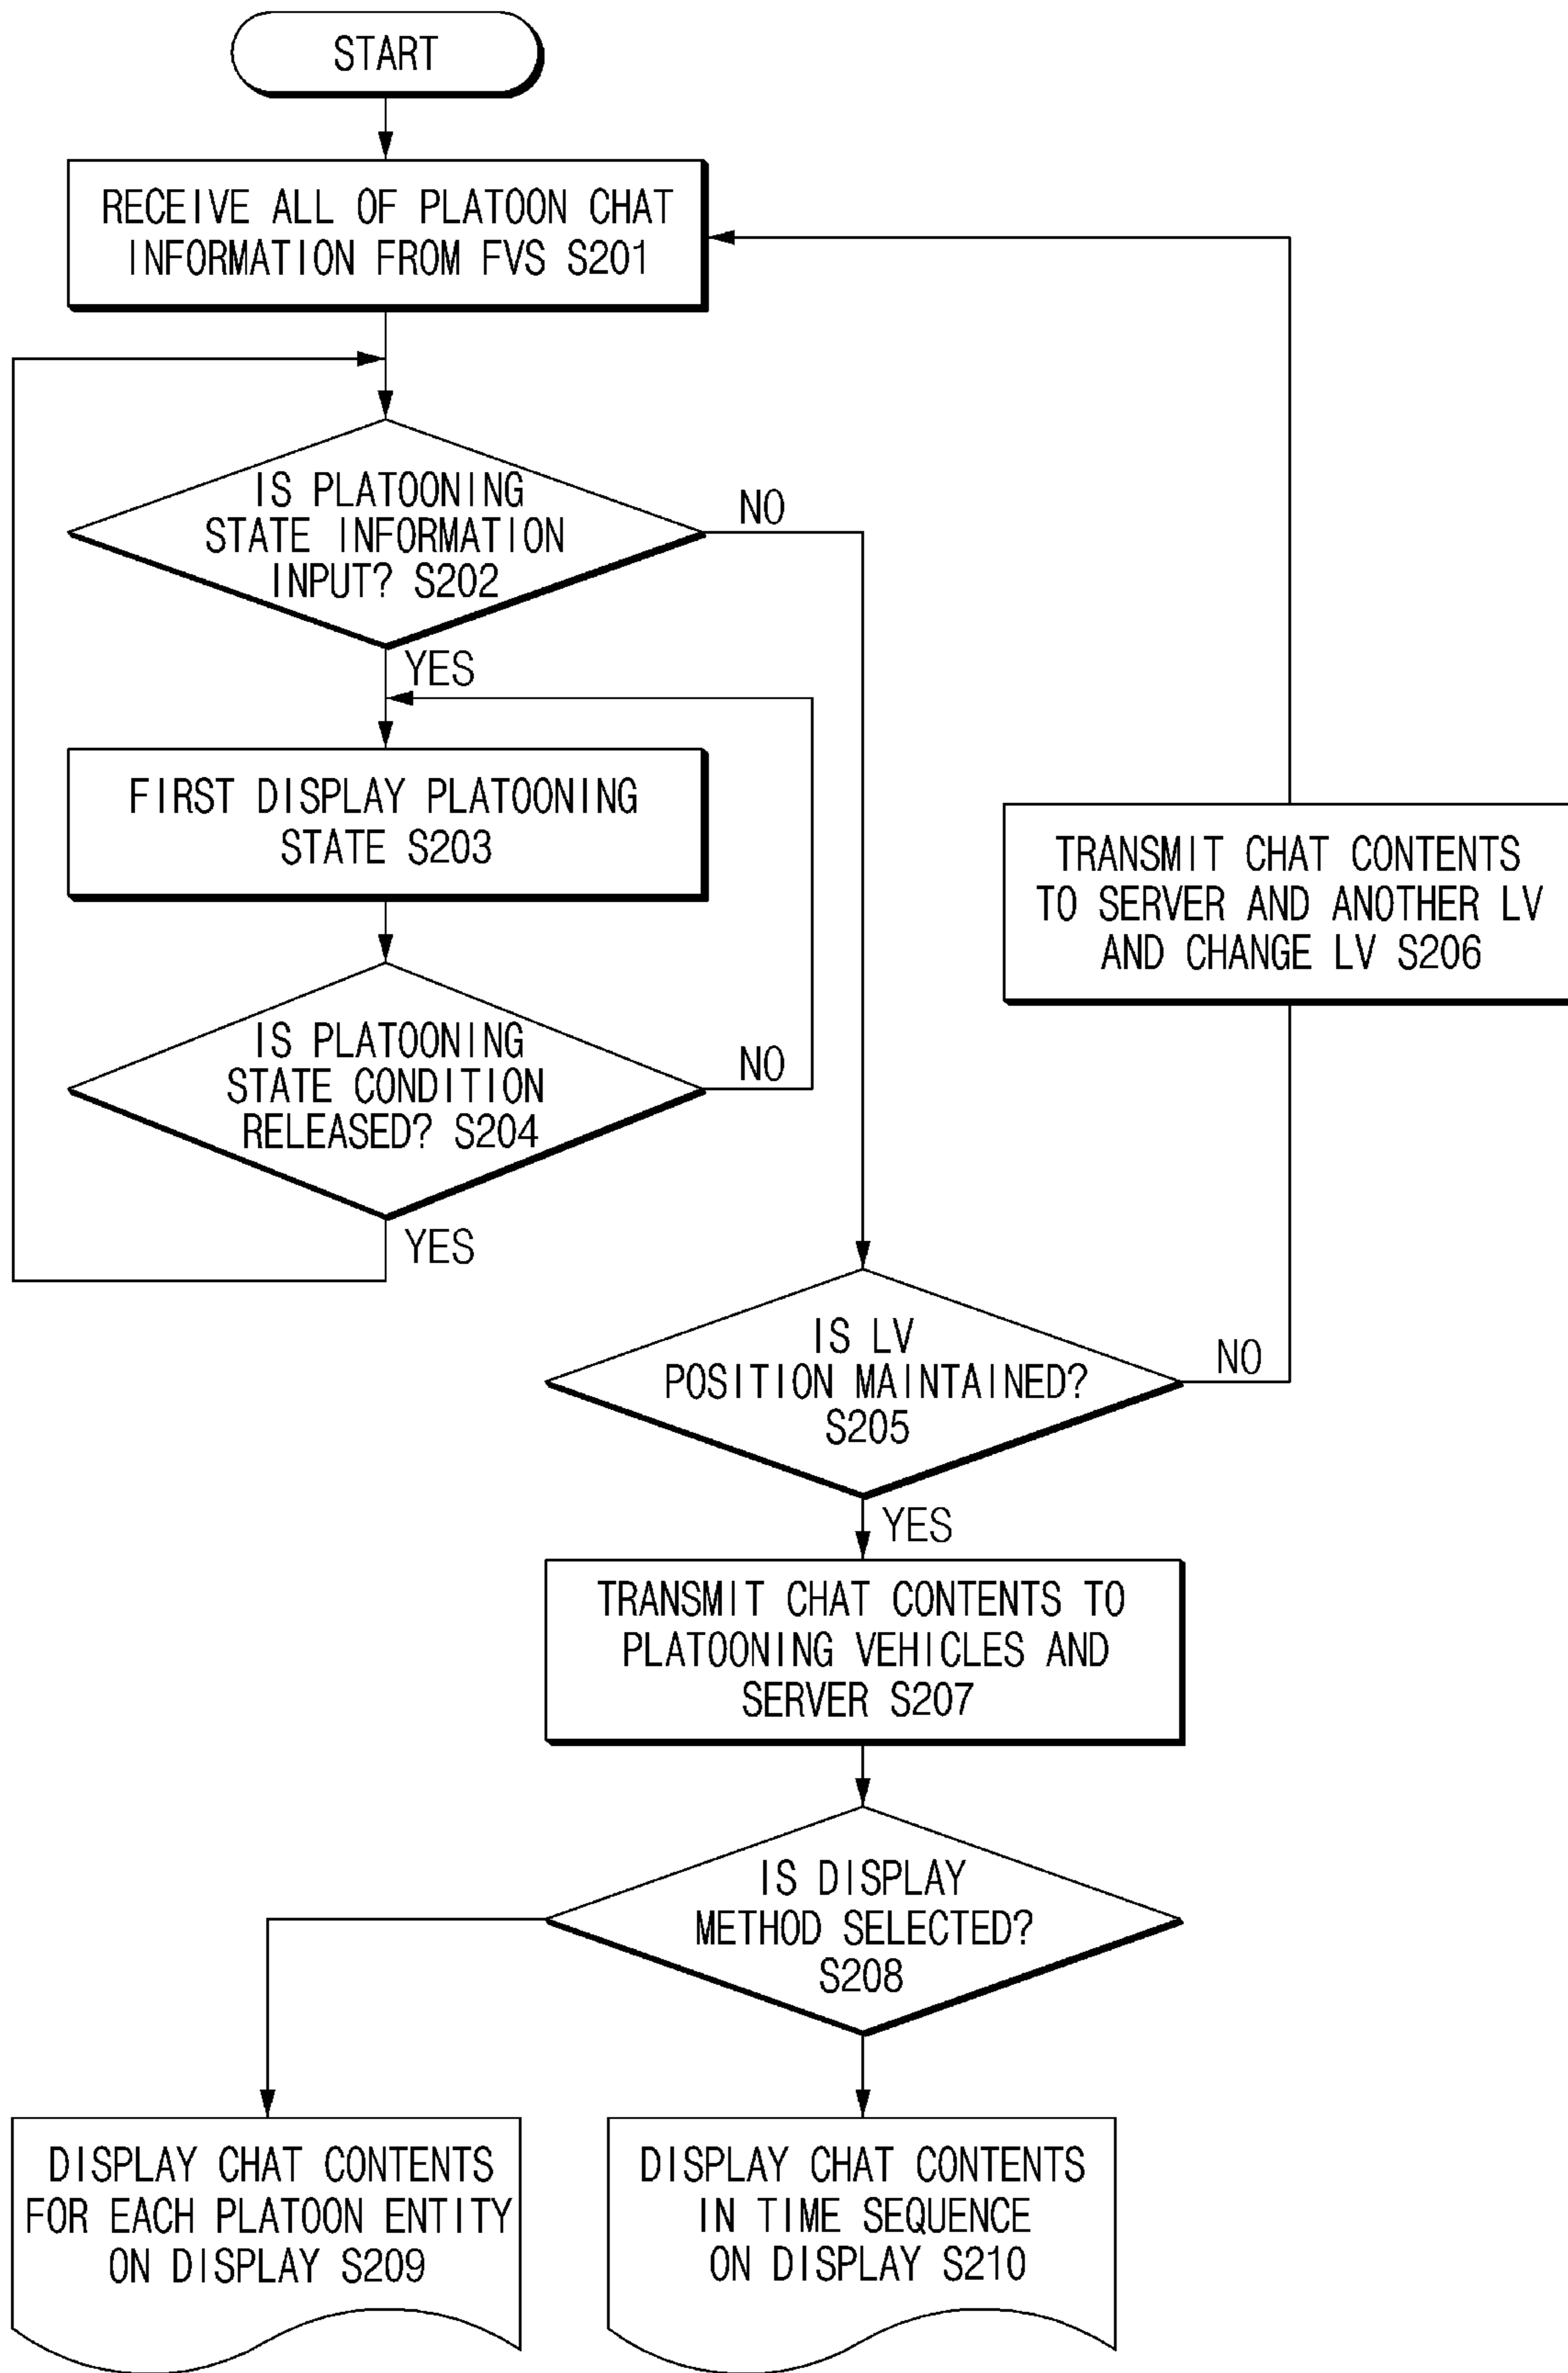 START
RECEIVE ALL OF PLATOON CHAT
INFORMATION FROM FVS S201
IS PLATOONING
STATE INFORMATION
INPUT? S202
NO
YES
FIRST DISPLAY PLATOONING
STATE S203
TRANSMIT CHAT CONTENTS
TO SERVER AND ANOTHER LV
AND CHANGE LV S206
IS PLATOONING
STATE CONDITION
RELEASED? S204
NO
YES
IS LV
POSITION MAINTAINED?
S205
NO
YES
TRANSMIT CHAT CONTENTS TO
PLATOONING VEHICLES AND
SERVER S207
IS DISPLAY
METHOD SELECTED?
S208
DISPLAY CHAT CONTENTS
FOR EACH PLATOON ENTITY
ON DISPLAY S209
DISPLAY CHAT CONTENTS
IN TIME SEQUENCE
ON DISPLAY S210